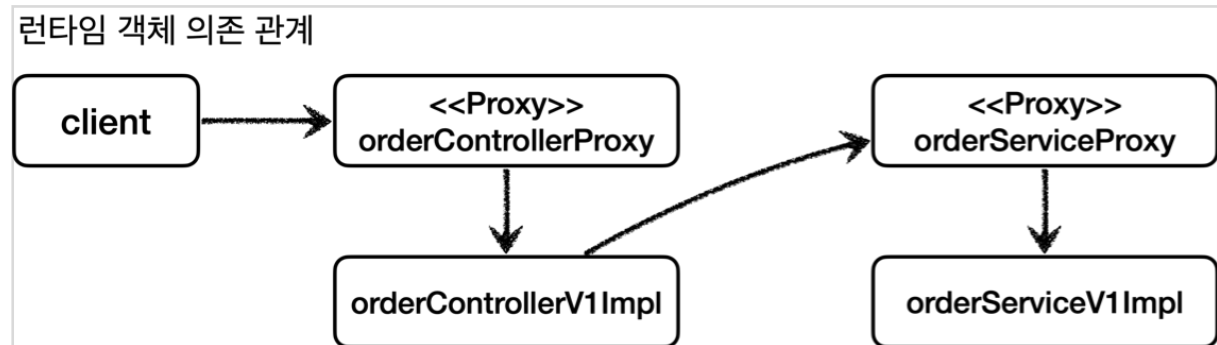 런타임 객체 의존 관계
client
<<Proxy>>
orderControllerProxy
<<Proxy>>
orderServiceProxy
orderControllerV1Impl
orderServiceV1Impl